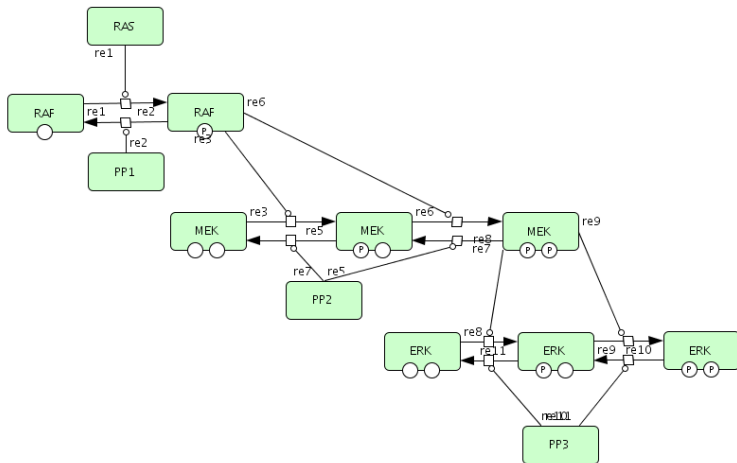 RAS
re1
re6
RAF
re1
re2
RAF
P
re3
re2
PP1
re3
re6
re9
MEK
re5
MEK
re8
MEK
re7
P
P
P
re7
re5
PP2
re8
ERK
re11
ERK
re9
re10
ERK
P
P
P
PP3